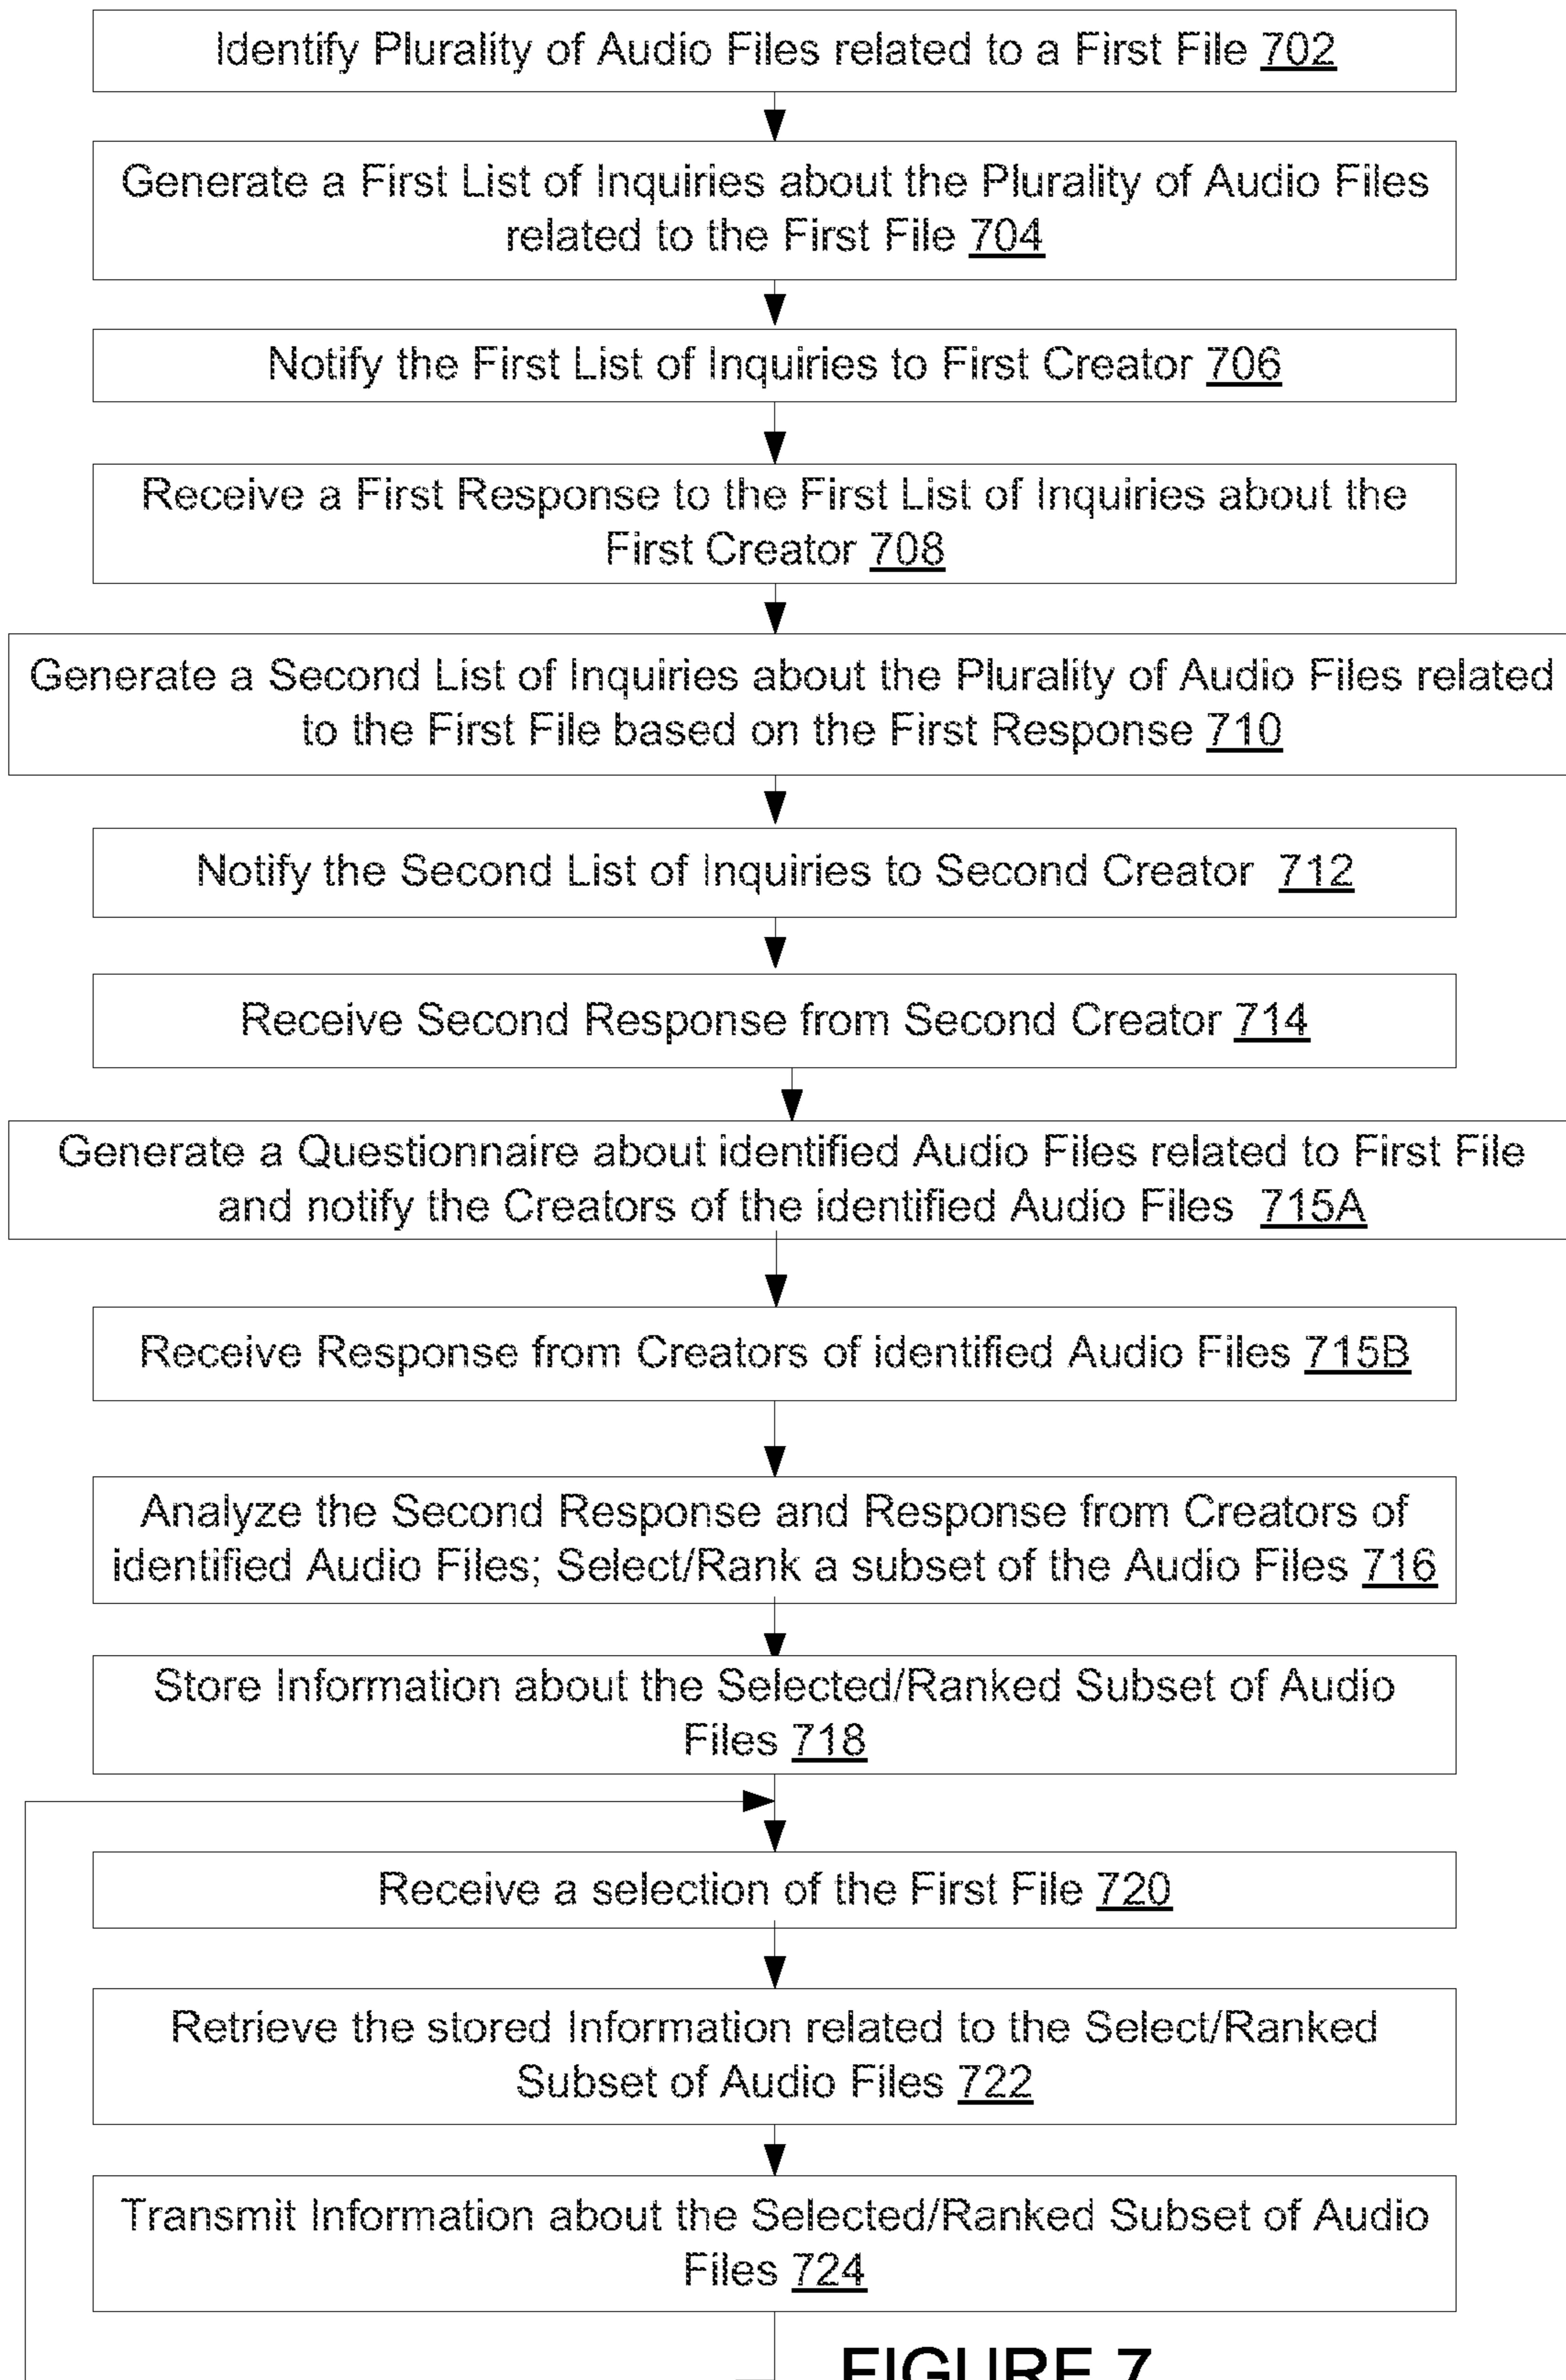 Identify Plurality of Audio Files related to a First File 702
Generate a First List of Inquiries about the Plurality of Audio Files
related to the First File 704
Notify the First List of Inquiries to First Creator 706
Receive a First Response to the First List of Inquiries about the
First Creator 708
Generate a Second List of Inquiries about the Plurality of Audio Files related
to the First File based on the First Response 710
Notify the Second List of Inquiries to Second Creator 712
Receive Second Response from Second Creator 714
Generate a Questionnaire about identified Audio Files related to First File
and notify the Creators of the identified Audio Files 715A
Receive Response from Creators of identified Audio Files 715B
Analyze the Second Response and Response from Creators of
identified Audio Files; Select/Rank a subset of the Audio Files 716
Store Information about the Selected/Ranked Subset of Audio
Files 718
Receive a selection of the First File 720
Retrieve the stored Information related to the Select/Ranked
Subset of Audio Files 722
Transmit Information about the Selected/Ranked Subset of Audio
Files 724
FIGURE 7